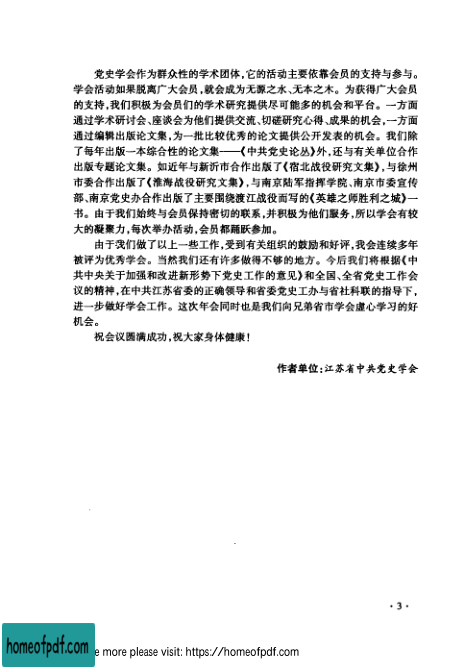 党史学会作为群众性的学术团体,它的活动主要依靠会员的支持与参与。
学会活动如果脱离广大会员,就会成为无源之水、无本之木。为获得广大会员
的支持,我们积极为会员们的学术研究提供尽可能多的机会和平台。一方面
通过学术研讨会、座谈会为他们提供交流、切磋研究心得、成果的机会,一方面
通过编辑出版论文集,为一批比较优秀的论文提供公开发表的机会。我们除
了每年出版一本综合性的论文集——《中共党史论丛》外,还与有关单位合作
出版专题论文集。如近年与新沂市合作出版了《宿北战役研究文集》,与徐州
市委合作出版了《淮海战役研究文集》,与南京陆军指挥学院、南京市委宣传
部、南京党史办合作出版了主要围绕渡江战役而写的《英雄之师胜利之城》一
书。由于我们始终与会员保持密切的联系,并积极为他们服务,所以学会有较
大的凝聚力,每次举办活动,会员都踊跃参加。
由于我们做了以上一些工作,受到有关组织的鼓励和好评,我会连续多年
被评为优秀学会。当然我们还有许多做得不够的地方。今后我们将根据《中
共中央关于加强和改进新形势下党史工作的意见》和全国、全省党史工作会
议的精神,在中共江苏省委的正确领导和省委党史工办与省社科联的指导下,
进一步做好学会工作。这次年会同时也是我们向兄弟省市学会虚心学习的好
机会。
祝会议圆满成功,祝大家身体健康!
作者单位:江苏省中共党史学会
·3·
homeofpdf.com
e more please visit: https://homeofpdf.com